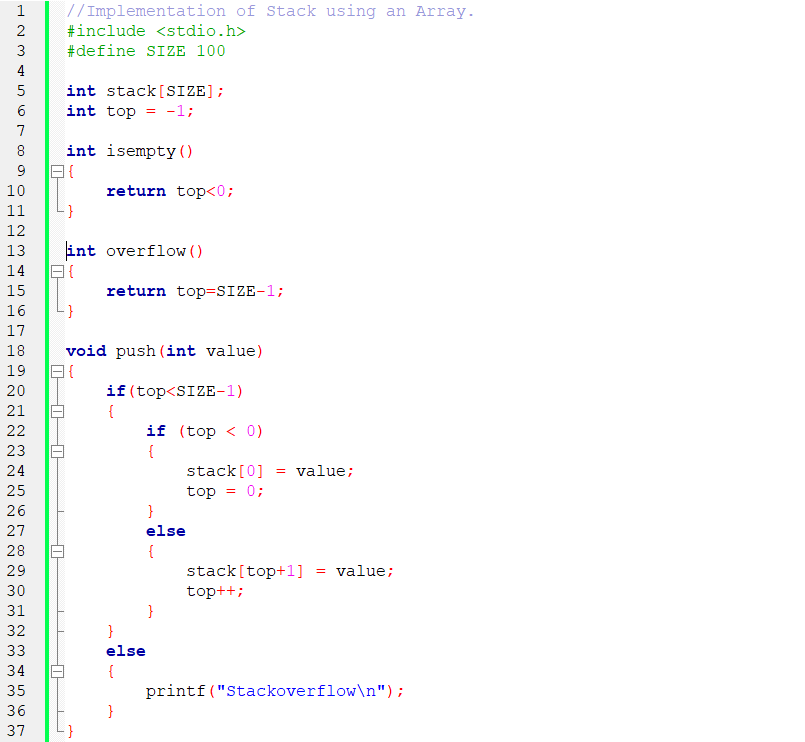 1 //Implementation of Stack using an Array.
2 #include <stdio.h>
3 #define SIZE 100
4
5 int stack[SIZE];
6 int top = -1;
7
8 int isempty()
9 {
10     return top<0;
11 }
12
13 int overflow()
14 {
15     return top=SIZE-1;
16 }
17
18 void push(int value)
19 {
20     if(top<SIZE-1)
21     {
22         if (top < 0)
23         {
24             stack[0] = value;
25             top = 0;
26         }
27         else
28         {
29             stack[top+1] = value;
30             top++;
31         }
32     }
33     else
34     {
35         printf("Stackoverflow\n");
36     }
37 }